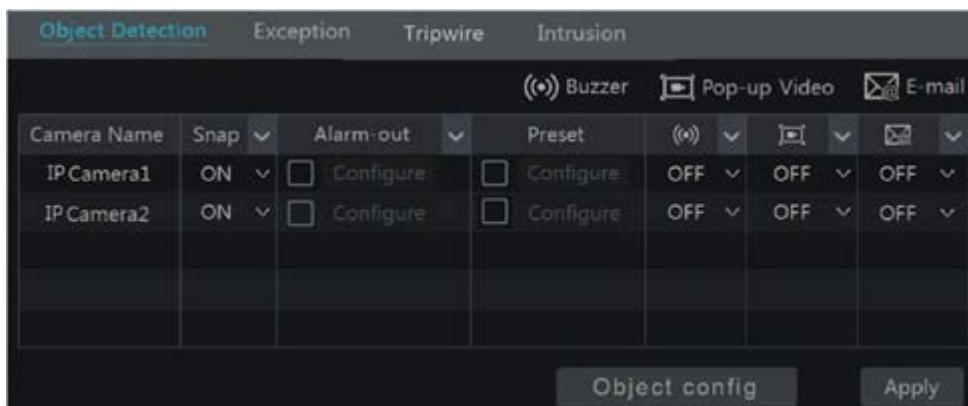 Object Detection Exception Tripwire Intrusion
Buzzer Pop-up Video E-mail
Camera Name Snap Alarm-out Preset
IP Camera1 ON Configure Configure OFF OFF OFF
IP Camera2 ON Configure Configure OFF OFF OFF
Object config Apply